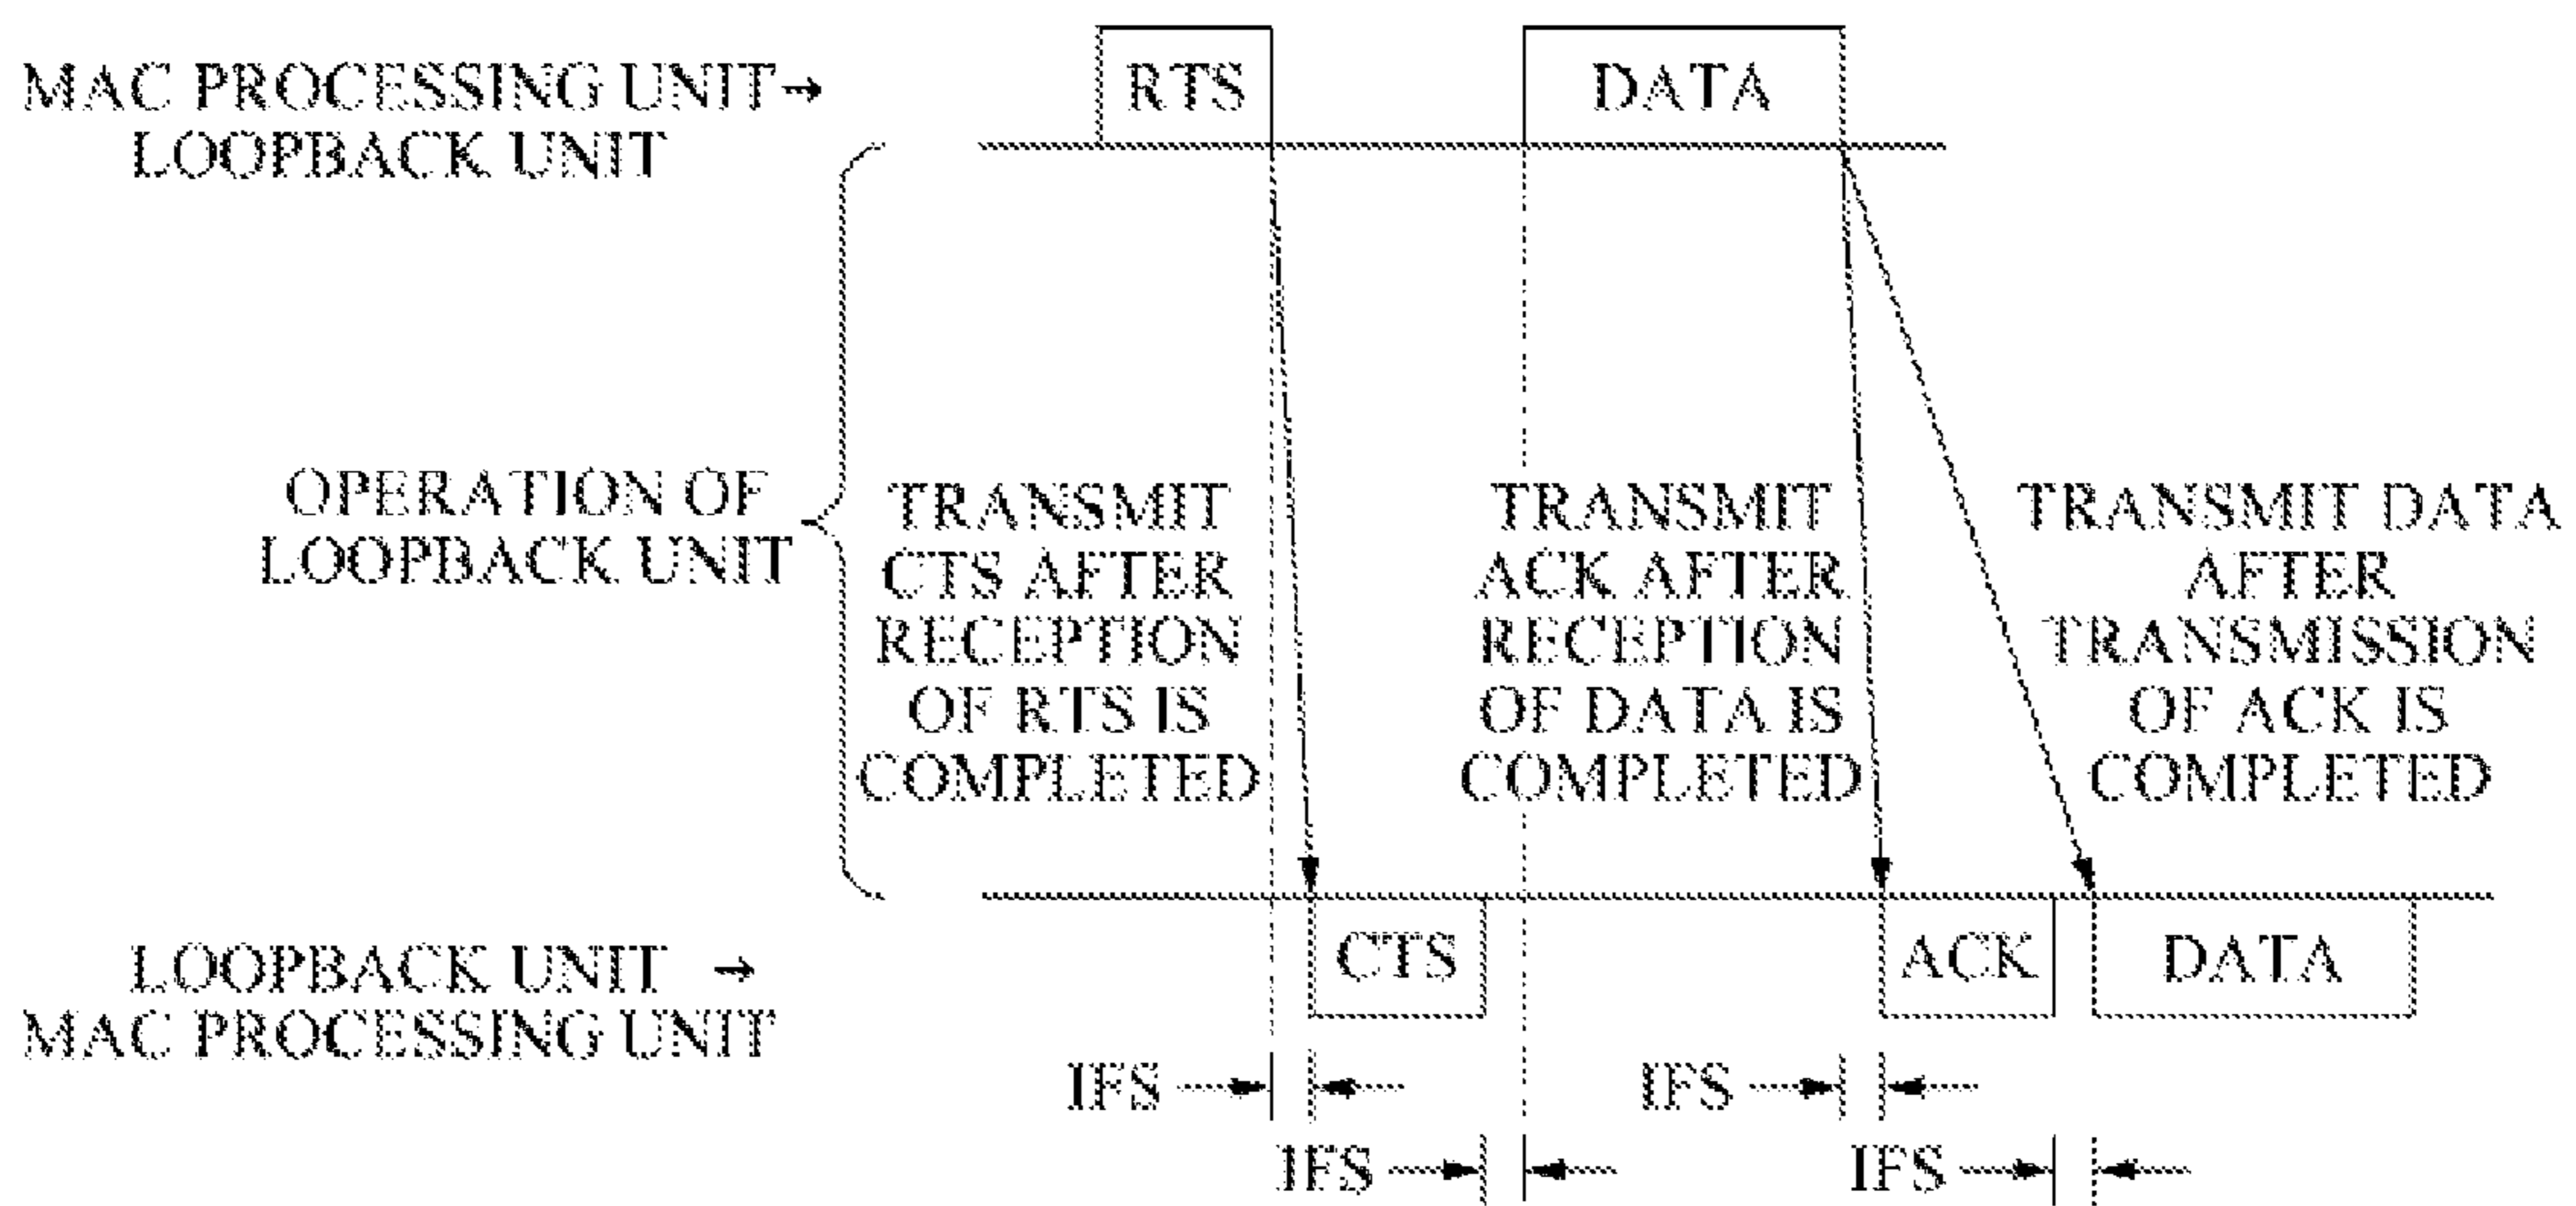 MAC PROCESSING UNIT→
LOOPBACK UNIT
RTS
DATA
OPERATION OF
LOOPBACK UNIT
TRANSMIT
CTS AFTER
RECEPTION
OF RTS IS
COMPLETED
TRANSMIT
ACK AFTER
RECEPTION
OF DATA IS
COMPLETED
TRANSMIT DATA
AFTER
TRANSMISSION
OF ACK IS
COMPLETED
LOOPBACK UNIT →
MAC PROCESSING UNIT
CTS
ACK
DATA
IFS
IFS
IFS
IFS